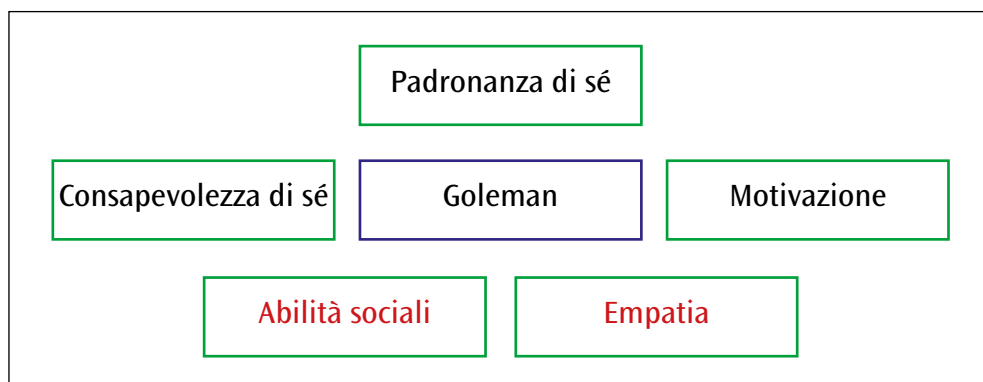 Padronanza di sé
Consapevolezza di sé
Goleman
Motivazione
Abilità sociali
Empatia